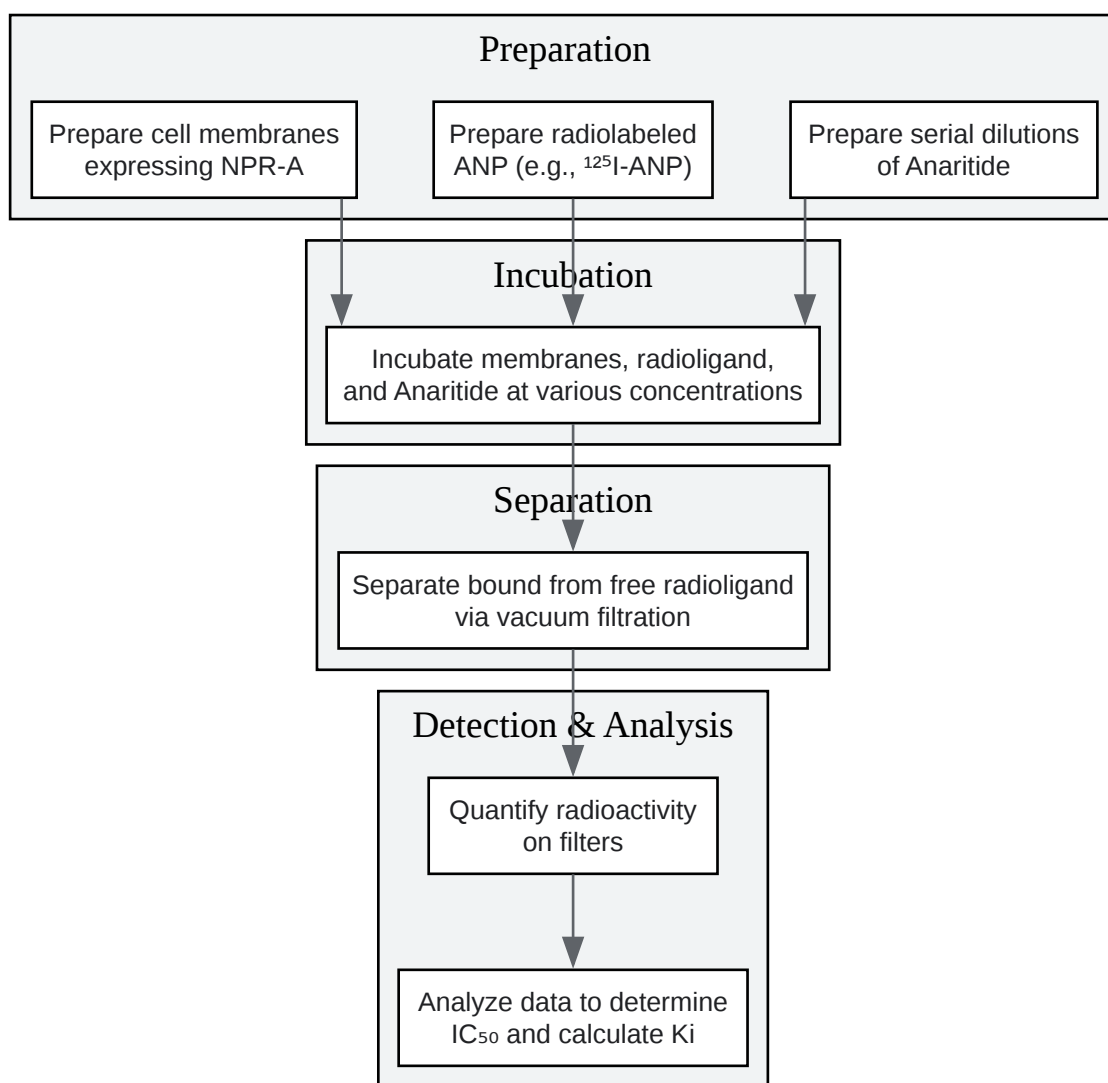 Preparation
Prepare cell membranes
expressing NPR-A
Prepare radiolabeled
ANP (e.g., ¹²⁵I-ANP)
Prepare serial dilutions
of Anaritide
Incubation
Incubate membranes, radioligand,
and Anaritide at various concentrations
Separation
Separate bound from free radioligand
via vacuum filtration
Detection & Analysis
Quantify radioactivity
on filters
Analyze data to determine
IC₅₀ and calculate Ki